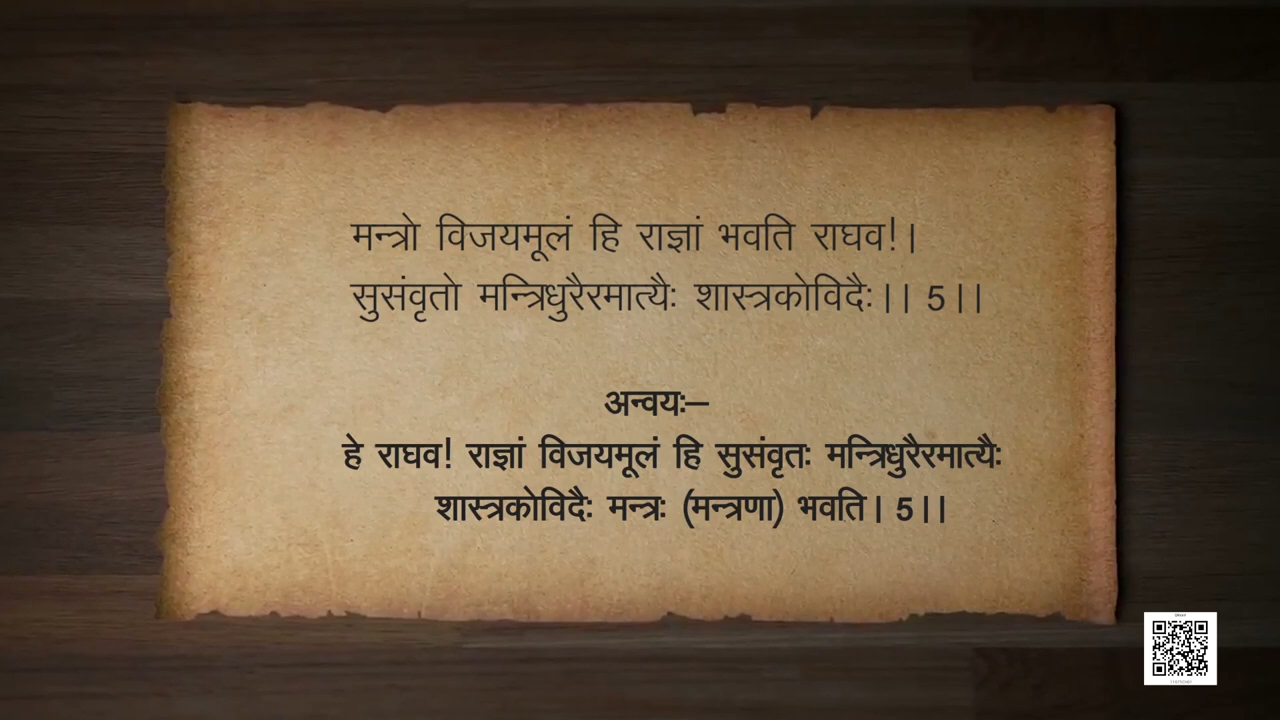 मन्त्रो विजयमूलं हि राज्ञां भवति राघव!।
सुसंवृतो मन्त्रिधुरैरमात्यैः शास्त्रकोविदैः।। 5।।
अन्वयः–
हे राघव! राज्ञां विजयमूलं हि सुसंवृतः मन्त्रिधुरैरमात्यैः
शास्त्रकोविदैः मन्त्रः (मन्त्रणा) भवति। 5।।